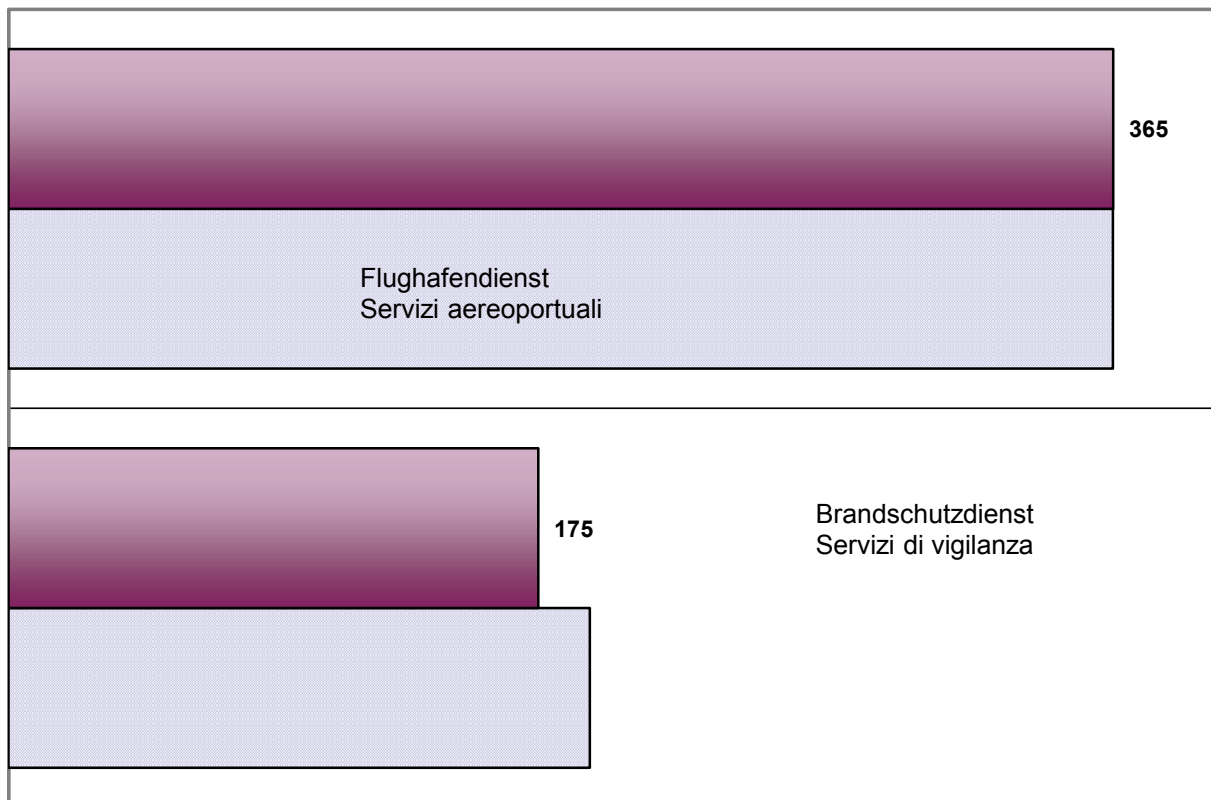 365
Flughafendienst
Servizi aereoportuali
175
Brandschutzdienst
Servizi di vigilanza